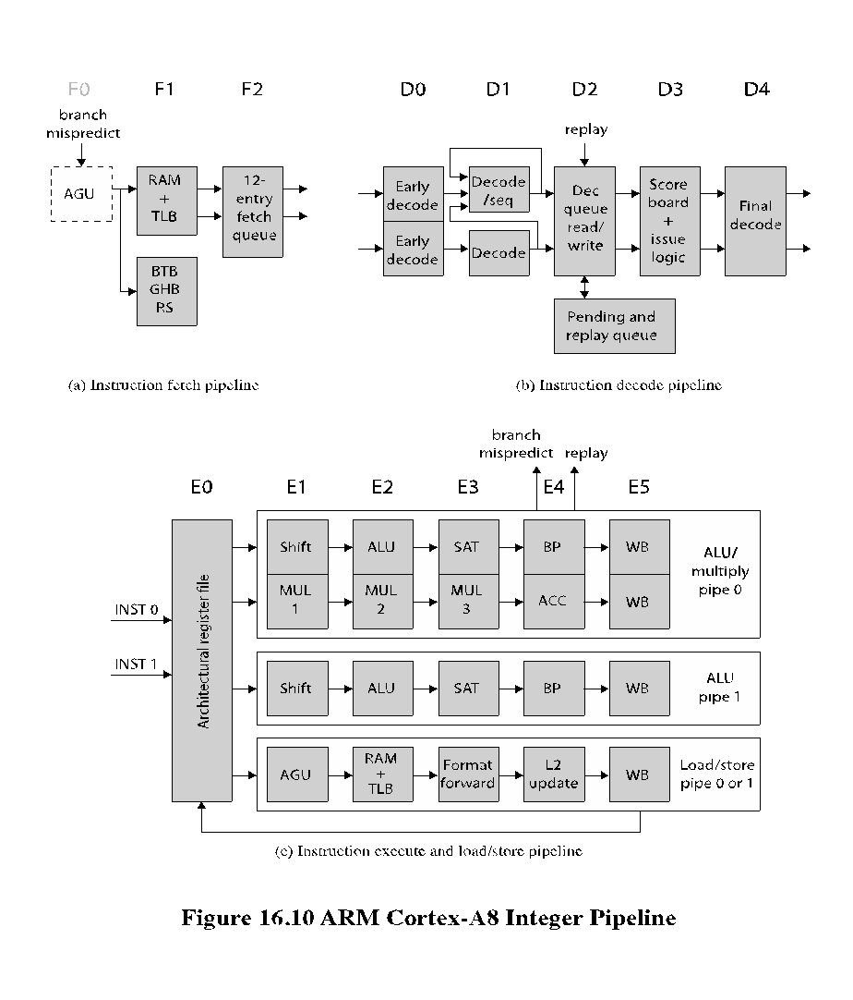 F0 F1 F2
branch
mispredict
AGU
RAM
+
TLB
12-
entry
fetch
queue
BTB
GHB
RS
(a) Instruction fetch pipeline
D0 D1 D2 D3 D4
replay
Early
decode
Early
decode
Decode
/seq
Decode
Dec
queue
read/
write
Score
board
+
issue
logic
Final
decode
Pending and
replay queue
(b) Instruction decode pipeline
branch
mispredict replay
E0 E1 E2 E3 E4 E5
INST 0
INST 1
Architectural register file
Shift ALU SAT BP WB
MUL
1
MUL
2
MUL
3
ACC WB
ALU/
multiply
pipe 0
Shift ALU SAT BP WB
ALU
pipe 1
AGU
RAM
+
TLB
Format
forward
L2
update
WB
Load/store
pipe 0 or 1
(c) Instruction execute and load/store pipeline
Figure 16.10 ARM Cortex-A8 Integer Pipeline